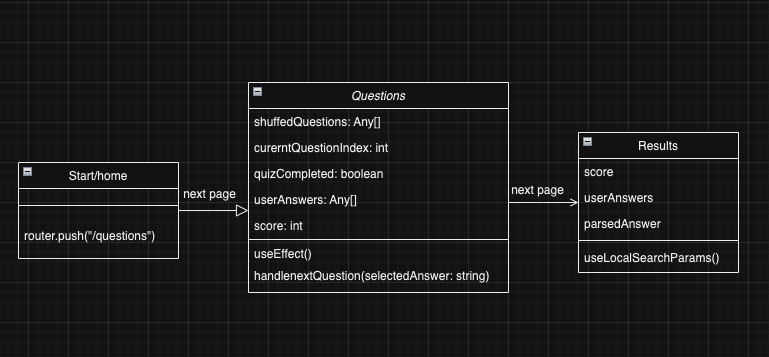 Start/home
router.push("/questions")
next page
Questions
shuffedQuestions: Any[]
curerntQuestionIndex: int
quizCompleted: boolean
userAnswers: Any[]
score: int
useEffect()
handlenextQuestion(selectedAnswer: string)
next page
Results
score
userAnswers
parsedAnswer
useLocalSearchParams()